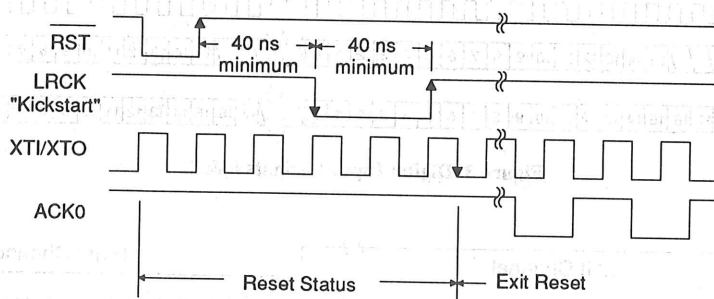 RST
40 ns minimum
40 ns minimum
LRCK
"Kickstart"
XTI/XTO
ACK0
Reset Status
Exit Reset